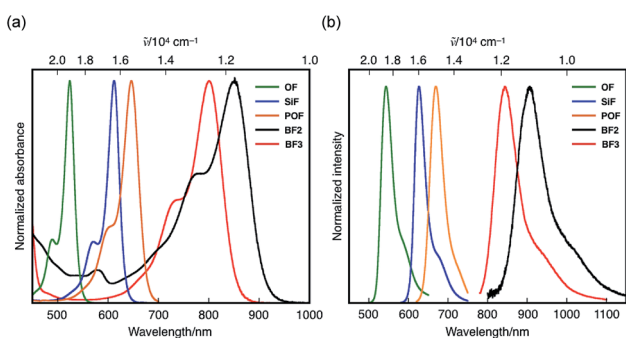 (a)
ν̃/10⁴ cm⁻¹
2.0 1.8 1.6 1.4 1.2 1.0
Normalized absorbance
OF
SiF
POF
BF2
BF3
500 600 700 800 900 1000
Wavelength/nm
(b)
ν̃/10⁴ cm⁻¹
2.0 1.8 1.6 1.4 1.2 1.0
Normalized intensity
OF
SiF
POF
BF3
BF2
500 600 700 800 900 1000 1100
Wavelength/nm